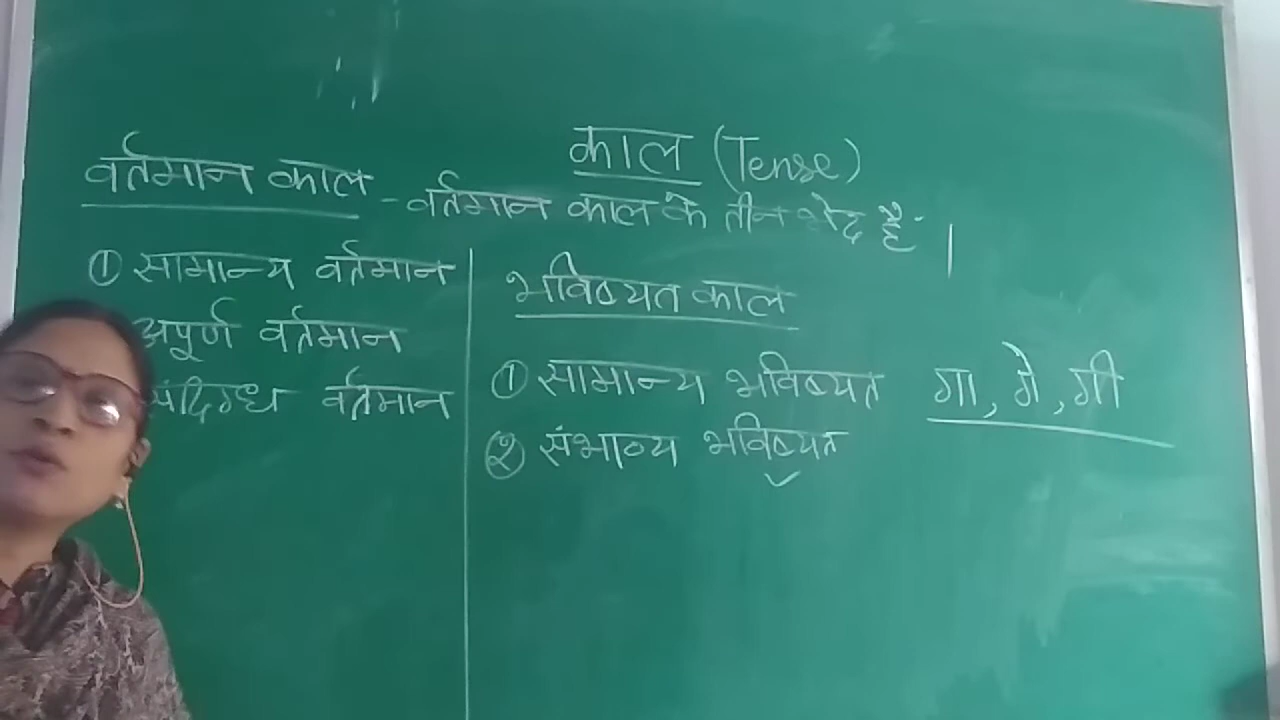 काल (Tense)
वर्तमान काल - वर्तमान काल के तीन भेद हैं- |
① सामान्य वर्तमान
अपूर्ण वर्तमान
संदिग्ध वर्तमान
भविष्यत काल
① सामान्य भविष्यत गा, गे, गी
② संभाव्य भविष्यत